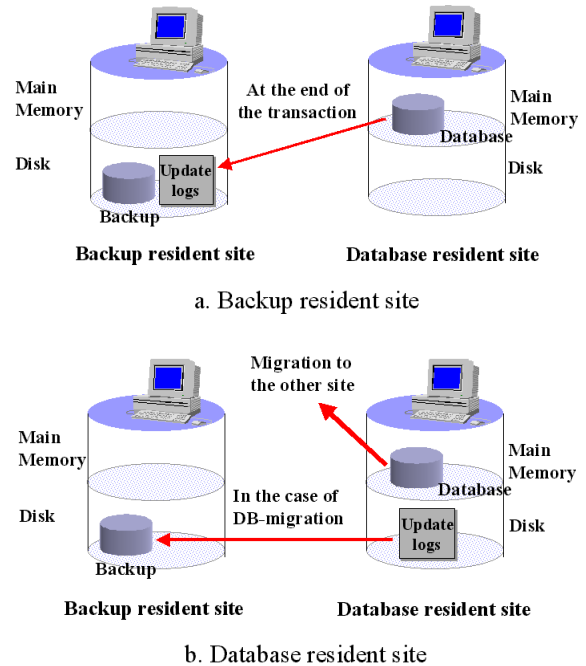 Main
Memory
At the end of
the transaction
Main
Memory
Database
Disk
Update
logs
Disk
Backup
Backup resident site
Database resident site
a. Backup resident site
Migration to
the other site
Main
Memory
Main
Memory
Database
In the case of
DB-migration
Disk
Update
logs
Disk
Backup
Backup resident site
Database resident site
b. Database resident site